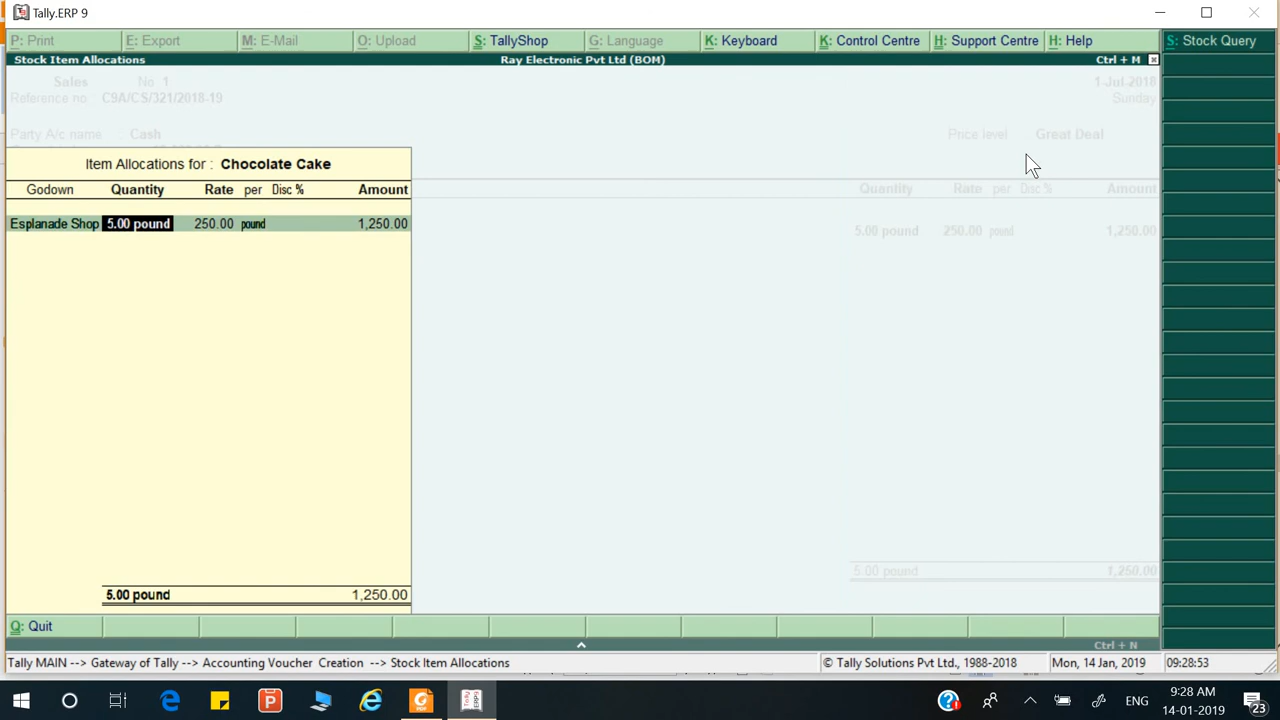 Tally.ERP 9
P: Print E: Export M: E-Mail O: Upload S: TallyShop G: Language K: Keyboard K: Control Centre H: Support Centre H: Help S: Stock Query
Stock Item Allocations Ray Electronic Pvt Ltd (BOM) Ctrl + M
Sales No. 1 1-Jul-2018
Reference no. C9A/CS/321/2018-19 Sunday
Party A/c name Cash Price level Great Deal
Item Allocations for : Chocolate Cake
Godown Quantity Rate per Disc % Amount Quantity Rate per Disc % Amount
Esplanade Shop 5.00 pound 250.00 pound 1,250.00 5.00 pound 250.00 pound 1,250.00
5.00 pound 1,250.00
5.00 pound 1,250.00
Q: Quit
Ctrl + N
Tally MAIN --> Gateway of Tally --> Accounting Voucher Creation --> Stock Item Allocations © Tally Solutions Pvt Ltd., 1988-2018 Mon, 14 Jan, 2019 09:28:53
ENG 9:28 AM
14-01-2019 23